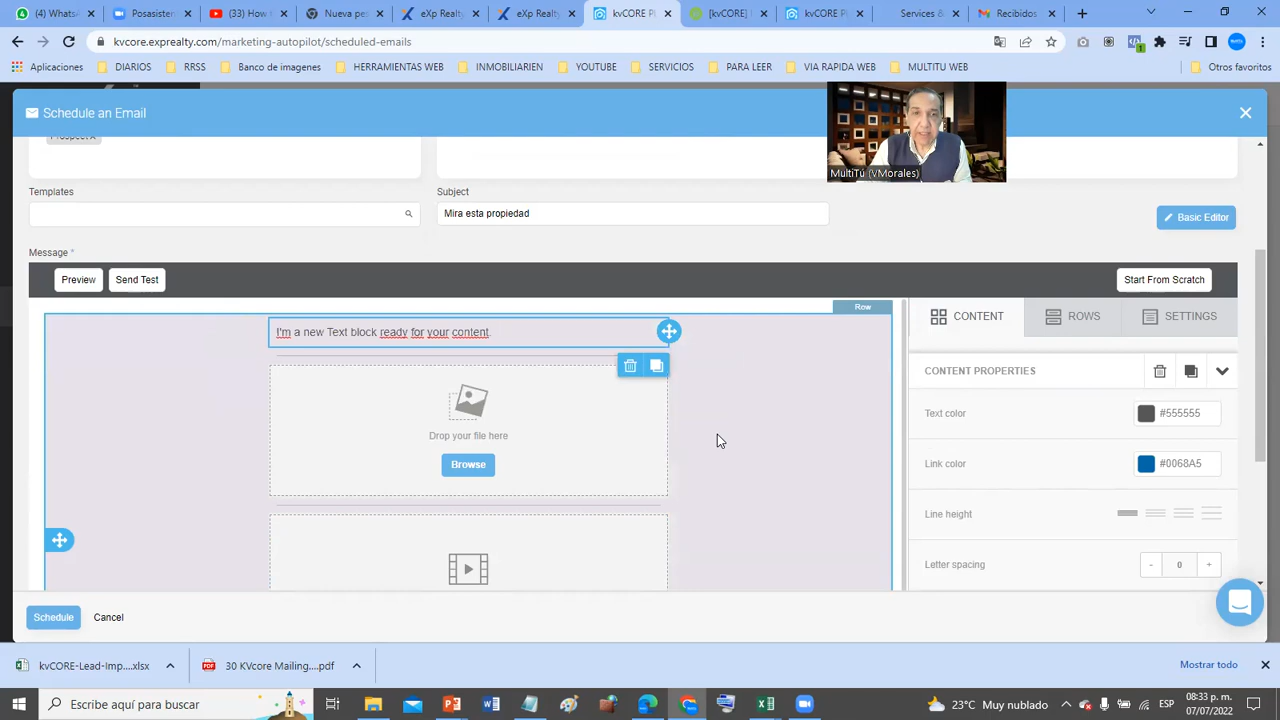 (4) WhatsA
Posasisten
(33) How t
Nueva pes
eXp Realty
eXp Realty
kvCORE Pl
[kvCORE]
kvCORE Pl
Services &
Recibidos
kvcore.exprealty.com/marketing-autopilot/scheduled-emails
Aplicaciones
DIARIOS
RRSS
Banco de imagenes
HERRAMIENTAS WEB
INMOBILIARIEN
YOUTUBE
SERVICIOS
PARA LEER
VIA RAPIDA WEB
MULTITU WEB
Otros favoritos
Schedule an Email
MultiTú (VMorales)
Templates
Subject
Mira esta propiedad
Basic Editor
Message *
Preview
Send Test
Start From Scratch
Row
CONTENT
ROWS
SETTINGS
I'm a new Text block ready for your content.
CONTENT PROPERTIES
Text color
#555555
Drop your file here
Browse
Link color
#0068A5
Line height
Letter spacing
- 0 +
Schedule
Cancel
kvCORE-Lead-Imp....xlsx
30 KVcore Mailing....pdf
Mostrar todo
Escribe aquí para buscar
23°C Muy nublado
ESP
08:33 p. m.
07/07/2022